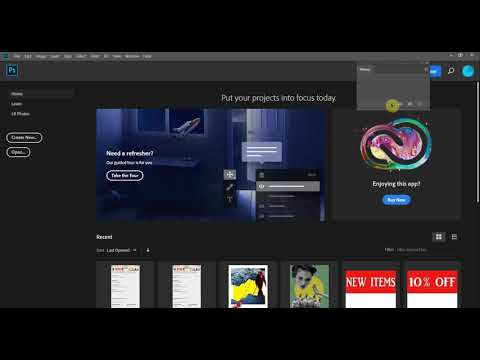 Ps
File Edit Image Layer Type Select Filter 3D View Window Help
History
Home
Learn
LR Photos
Create New...
Open...
Put your projects into focus today.
Need a refresher?
Our guided tour is for you
Take the Tour
T
Enjoying this app?
Buy Now
Recent
Sort Last Opened
Filter
NEW ITEMS
10% OFF